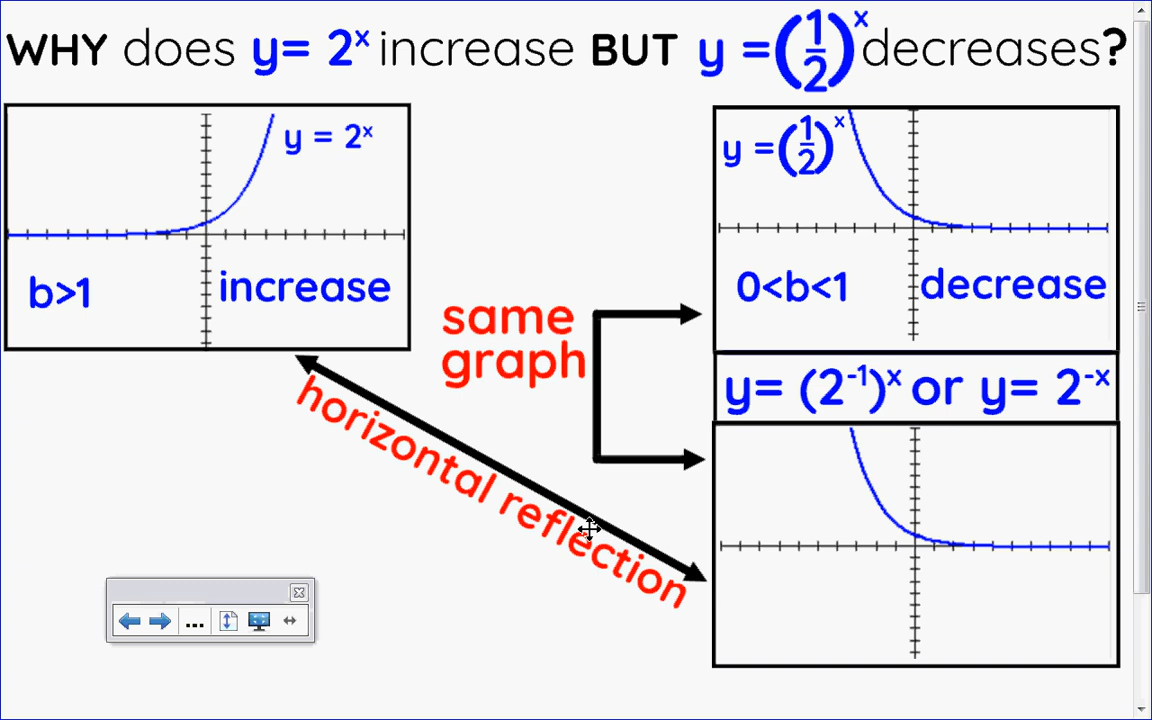 WHY does y= 2ˣ increase BUT y =(1/2)ˣ decreases?
y = 2ˣ
b>1
increase
y =(1/2)ˣ
0<b<1
decrease
same
graph
y= (2⁻¹)ˣ or y= 2⁻ˣ
horizontal reflection
...